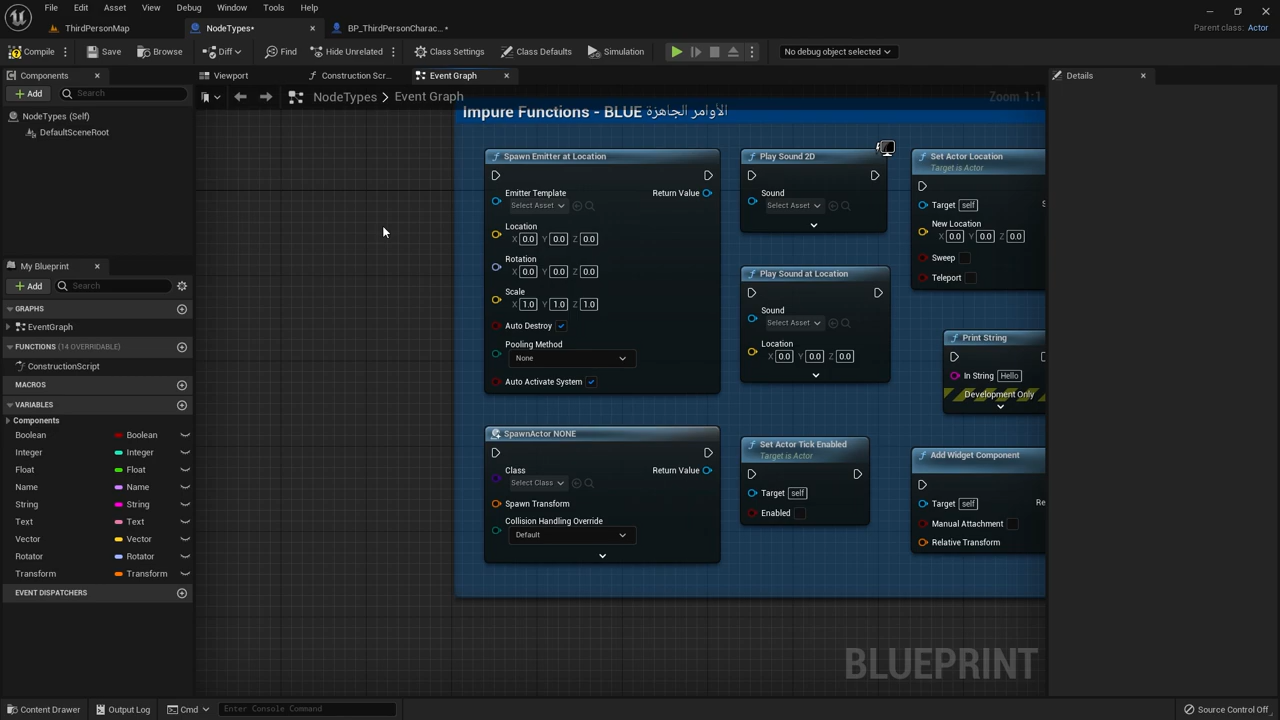 File Edit Asset View Debug Window Tools Help
ThirdPersonMap
NodeTypes*
BP_ThirdPersonCharac... *
Parent class: Actor
Compile
Save
Browse
Diff
Find
Hide Unrelated
Class Settings
Class Defaults
Simulation
No debug object selected
Components
Add
Search
NodeTypes (Self)
DefaultSceneRoot
Viewport
Construction Scr...
Event Graph
Details
NodeTypes > Event Graph
Zoom 1:1
Impure Functions - BLUE الأوامر الجاهزة
Spawn Emitter at Location
Emitter Template
Return Value
Select Asset
Location
X 0.0 Y 0.0 Z 0.0
Rotation
X 0.0 Y 0.0 Z 0.0
Scale
X 1.0 Y 1.0 Z 1.0
Auto Destroy
Pooling Method
None
Auto Activate System
Play Sound 2D
Sound
Select Asset
Set Actor Location
Target is Actor
Target self
New Location
X 0.0 Y 0.0 Z 0.0
Sweep
Teleport
Play Sound at Location
Sound
Select Asset
Location
X 0.0 Y 0.0 Z 0.0
Print String
In String Hello
Development Only
SpawnActor NONE
Class
Return Value
Select Class
Spawn Transform
Collision Handling Override
Default
Set Actor Tick Enabled
Target is Actor
Target self
Enabled
Add Widget Component
Target self
Re
Manual Attachment
Relative Transform
My Blueprint
Add
Search
GRAPHS
EventGraph
FUNCTIONS (14 OVERRIDABLE)
ConstructionScript
MACROS
VARIABLES
Components
Boolean Boolean
Integer Integer
Float Float
Name Name
String String
Text Text
Vector Vector
Rotator Rotator
Transform Transform
EVENT DISPATCHERS
BLUEPRINT
Content Drawer
Output Log
Cmd
Enter Console Command
Source Control Off